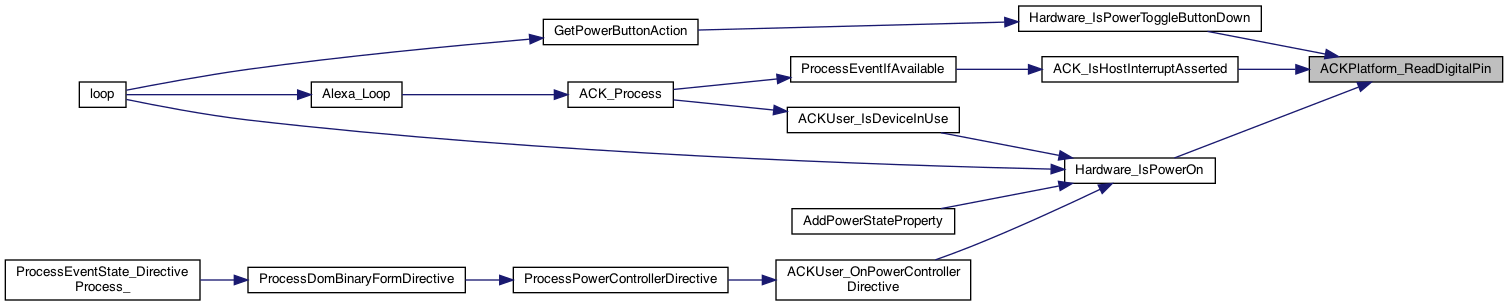 Hardware_IsPowerToggleButtonDown
GetPowerButtonAction
ProcessEventIfAvailable
ACK_IsHostInterruptAsserted
ACKPlatform_ReadDigitalPin
loop
Alexa_Loop
ACK_Process
ACKUser_IsDeviceInUse
Hardware_IsPowerOn
AddPowerStateProperty
ProcessEventState_Directive
Process_
ProcessDomBinaryFormDirective
ProcessPowerControllerDirective
ACKUser_OnPowerController
Directive